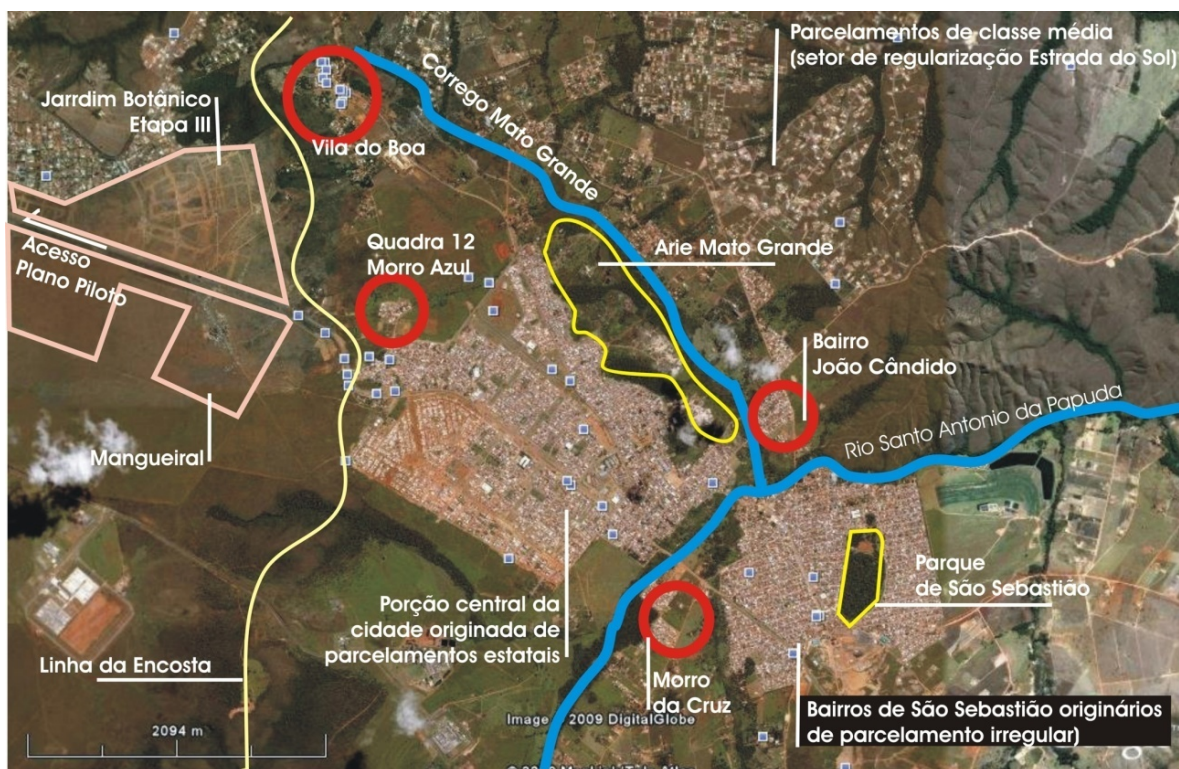 Parcelamentos de classe média
(setor de regularização Estrada do Sol)
Córrego Mato Grande
Jarrdim Botânico
Etapa III
Vila do Boa
Acesso
Plano Piloto
Quadra 12
Morro Azul
Arie Mato Grande
Bairro
João Cândido
Rio Santo Antonio da Papuda
Mangueiral
Parque
de São Sebastião
Porção central da
cidade originada de
parcelamentos estatais
Linha da Encosta
Morro
da Cruz
Bairros de São Sebastião originários
de parcelamento irregular)
2094 m
Image © 2009 DigitalGlobe